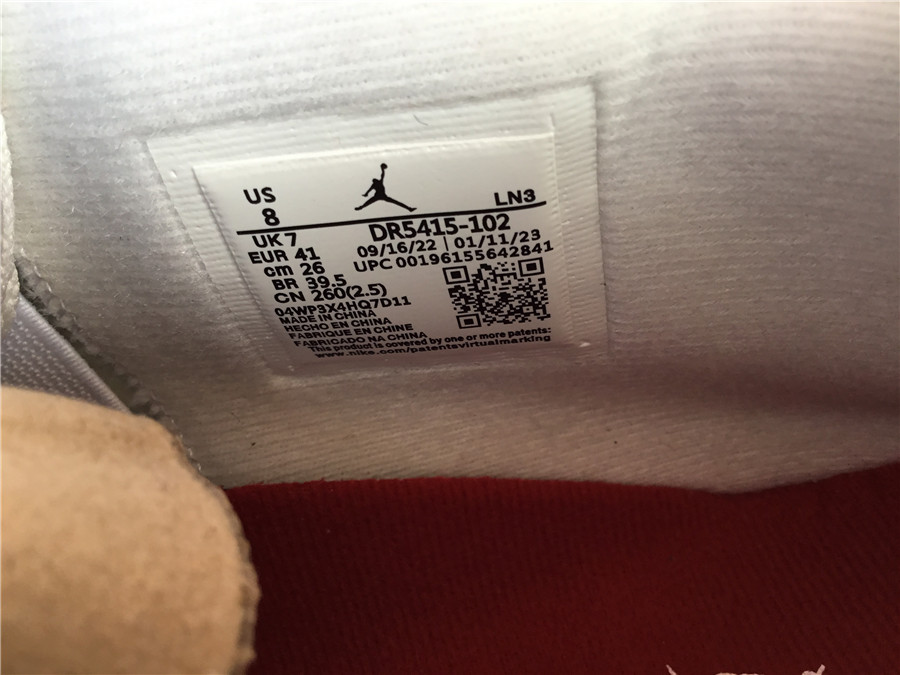 US
8
LN3
UK 7
DR5415-102
EUR 41
09/16/22 | 01/11/23
cm 26
UPC 00196155642841
BR 39.5
CN 260(2.5)
04WP3X4HQ7D11
MADE IN CHINA
HECHO EN CHINA
FABRIQUE EN CHINE
FABRICADO NA CHINA
This product is covered by one or more patents:
www.nike.com/patentsvirtualmarking